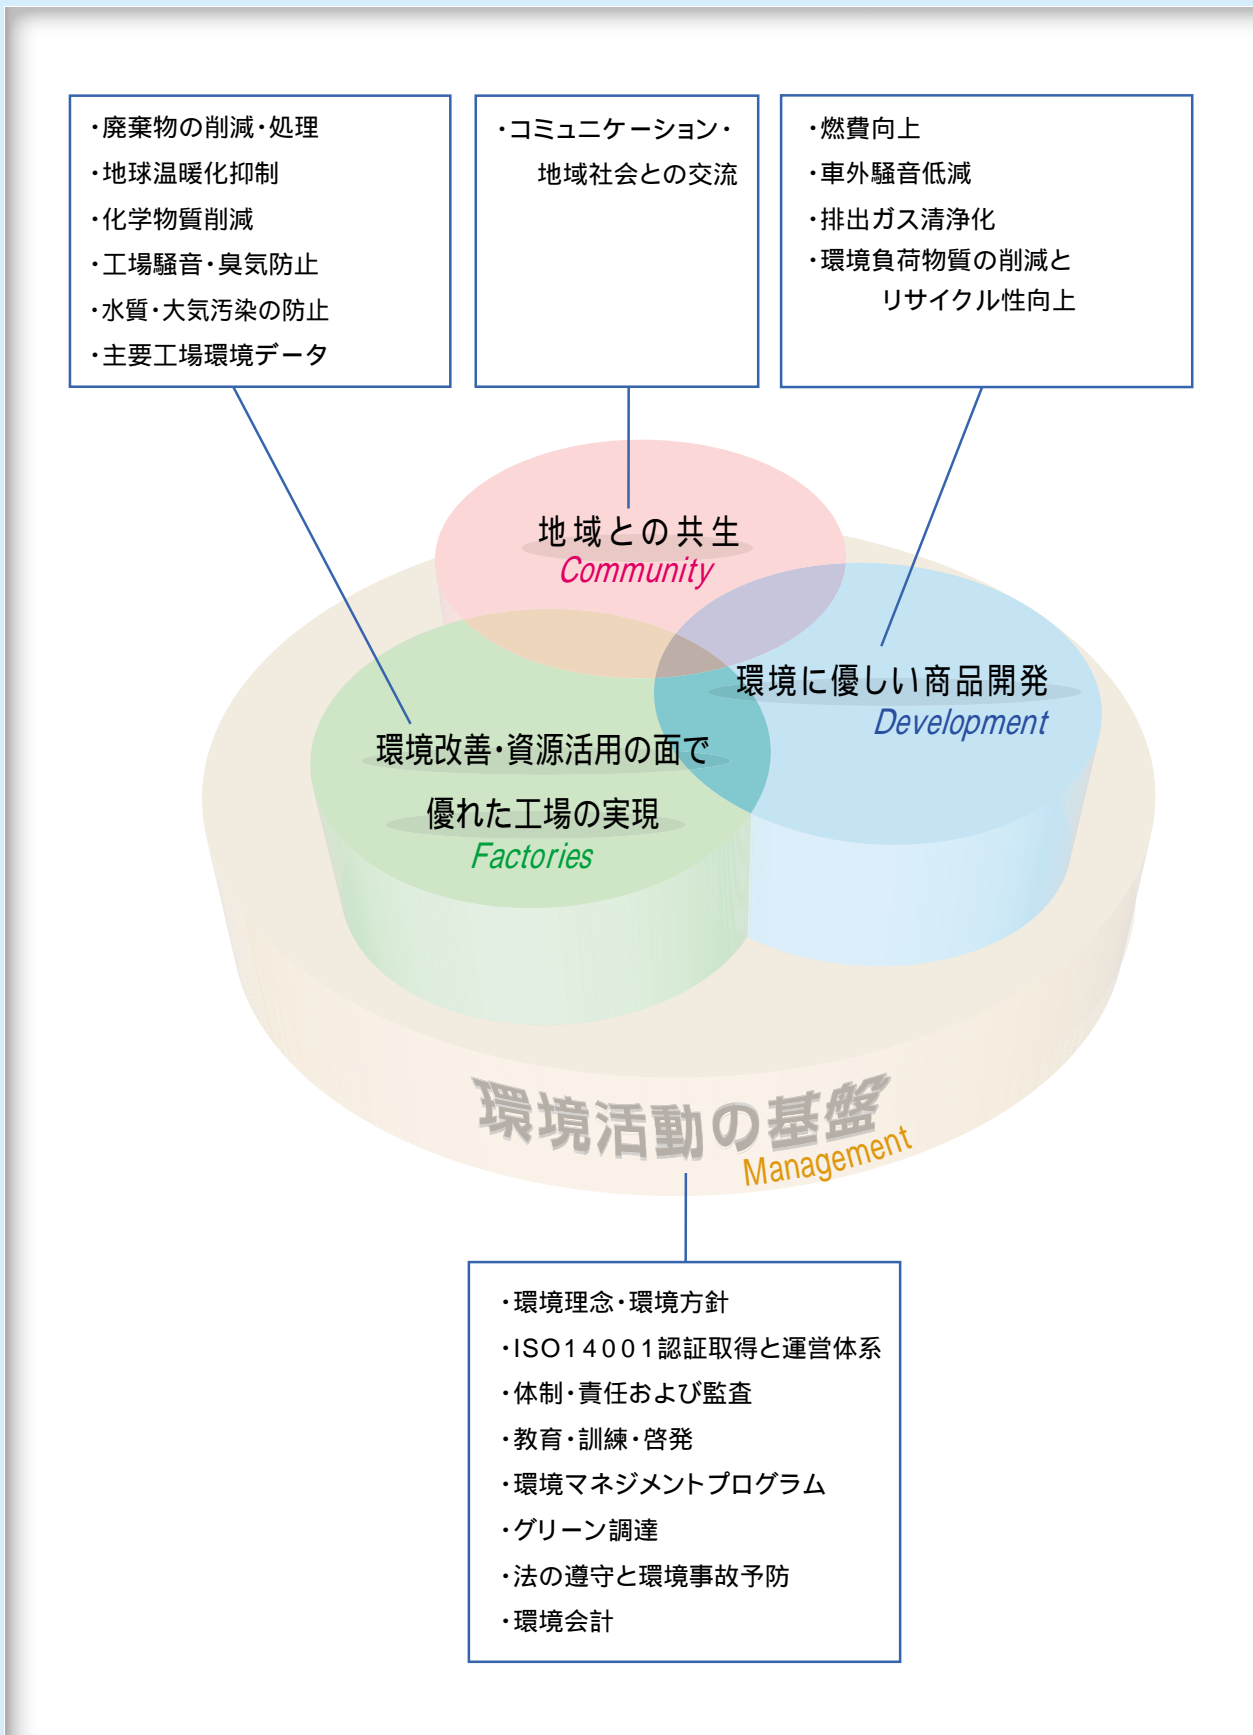 ・廃棄物の削減・処理
・地球温暖化抑制
・化学物質削減
・工場騒音・臭気防止
・水質・大気汚染の防止
・主要工場環境データ
・コミュニケーション・
地域社会との交流
・燃費向上
・車外騒音低減
・排出ガス清浄化
・環境負荷物質の削減と
リサイクル性向上
地域との共生
Community
環境に優しい商品開発
Development
環境改善・資源活用の面で
優れた工場の実現
Factories
環境活動の基盤
Management
・環境理念・環境方針
・ISO14001認証取得と運営体系
・体制・責任および監査
・教育・訓練・啓発
・環境マネジメントプログラム
・グリーン調達
・法の遵守と環境事故予防
・環境会計